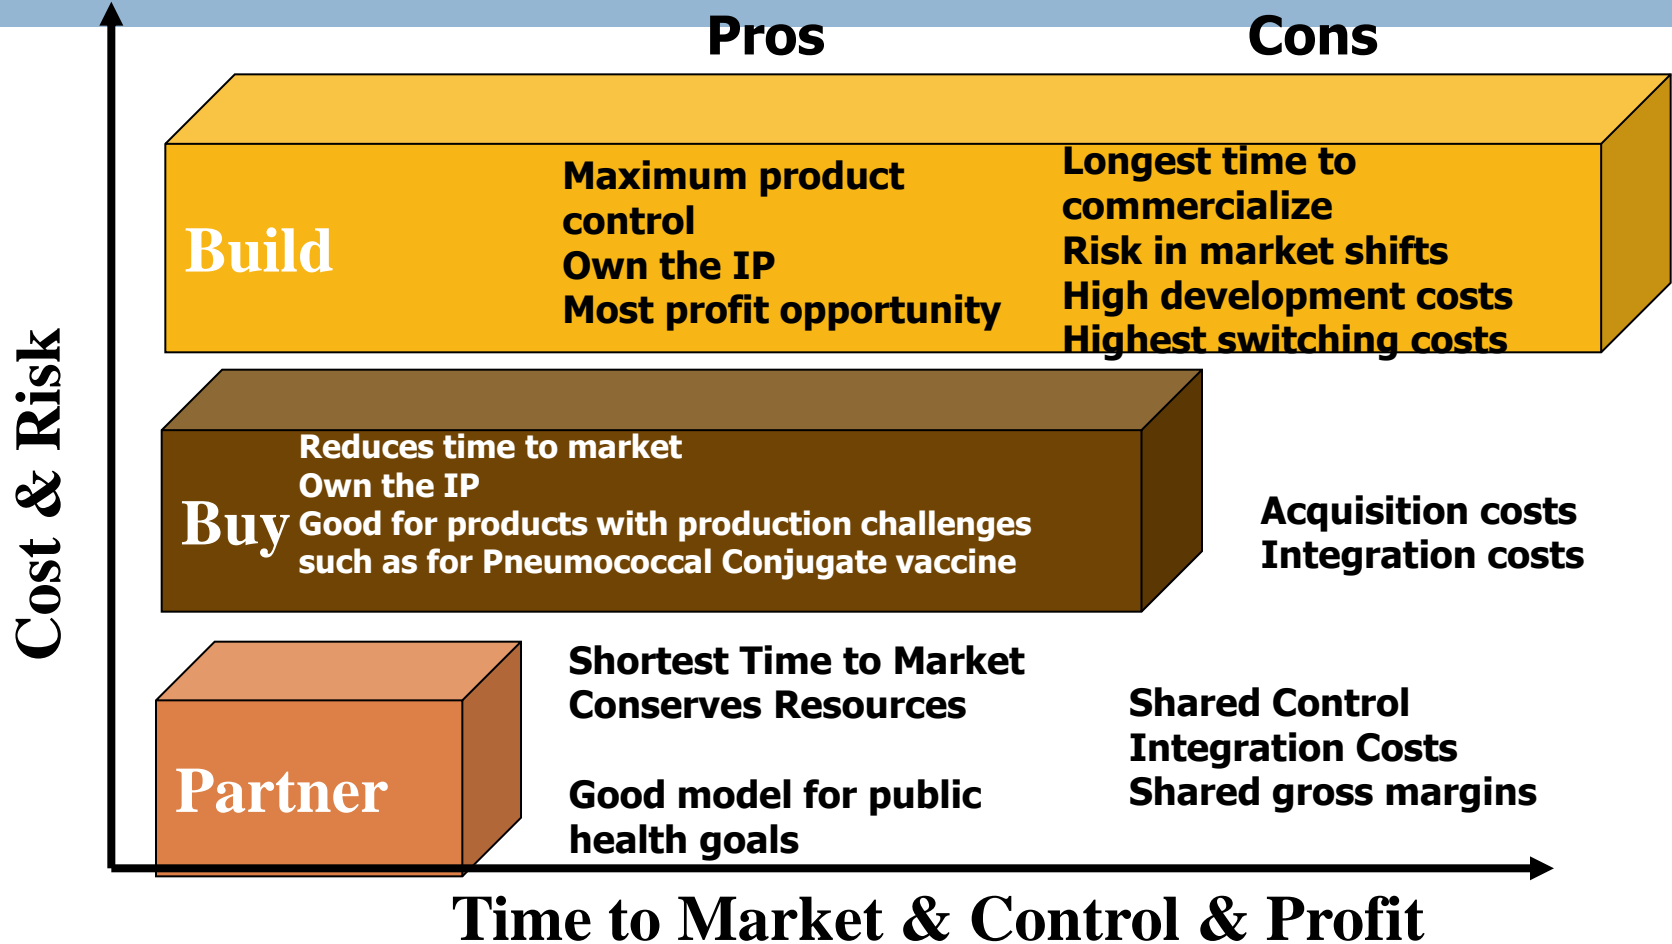 Pros
Cons
Build
Maximum product
control
Own the IP
Most profit opportunity
Longest time to
commercialize
Risk in market shifts
High development costs
Highest switching costs
Buy
Reduces time to market
Own the IP
Good for products with production challenges
such as for Pneumococcal Conjugate vaccine
Acquisition costs
Integration costs
Partner
Shortest Time to Market
Conserves Resources
Good model for public
health goals
Shared Control
Integration Costs
Shared gross margins
Cost & Risk
Time to Market & Control & Profit